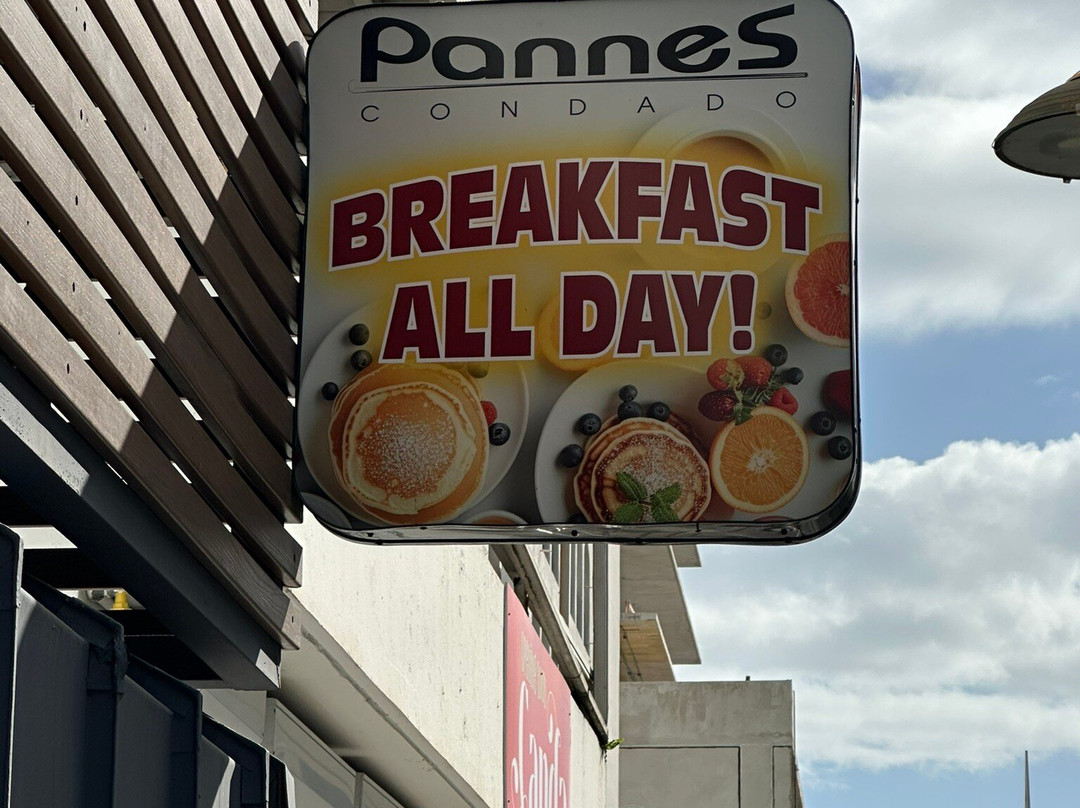 Pannes
CONDADO
BREAKFAST
ALL DAY!